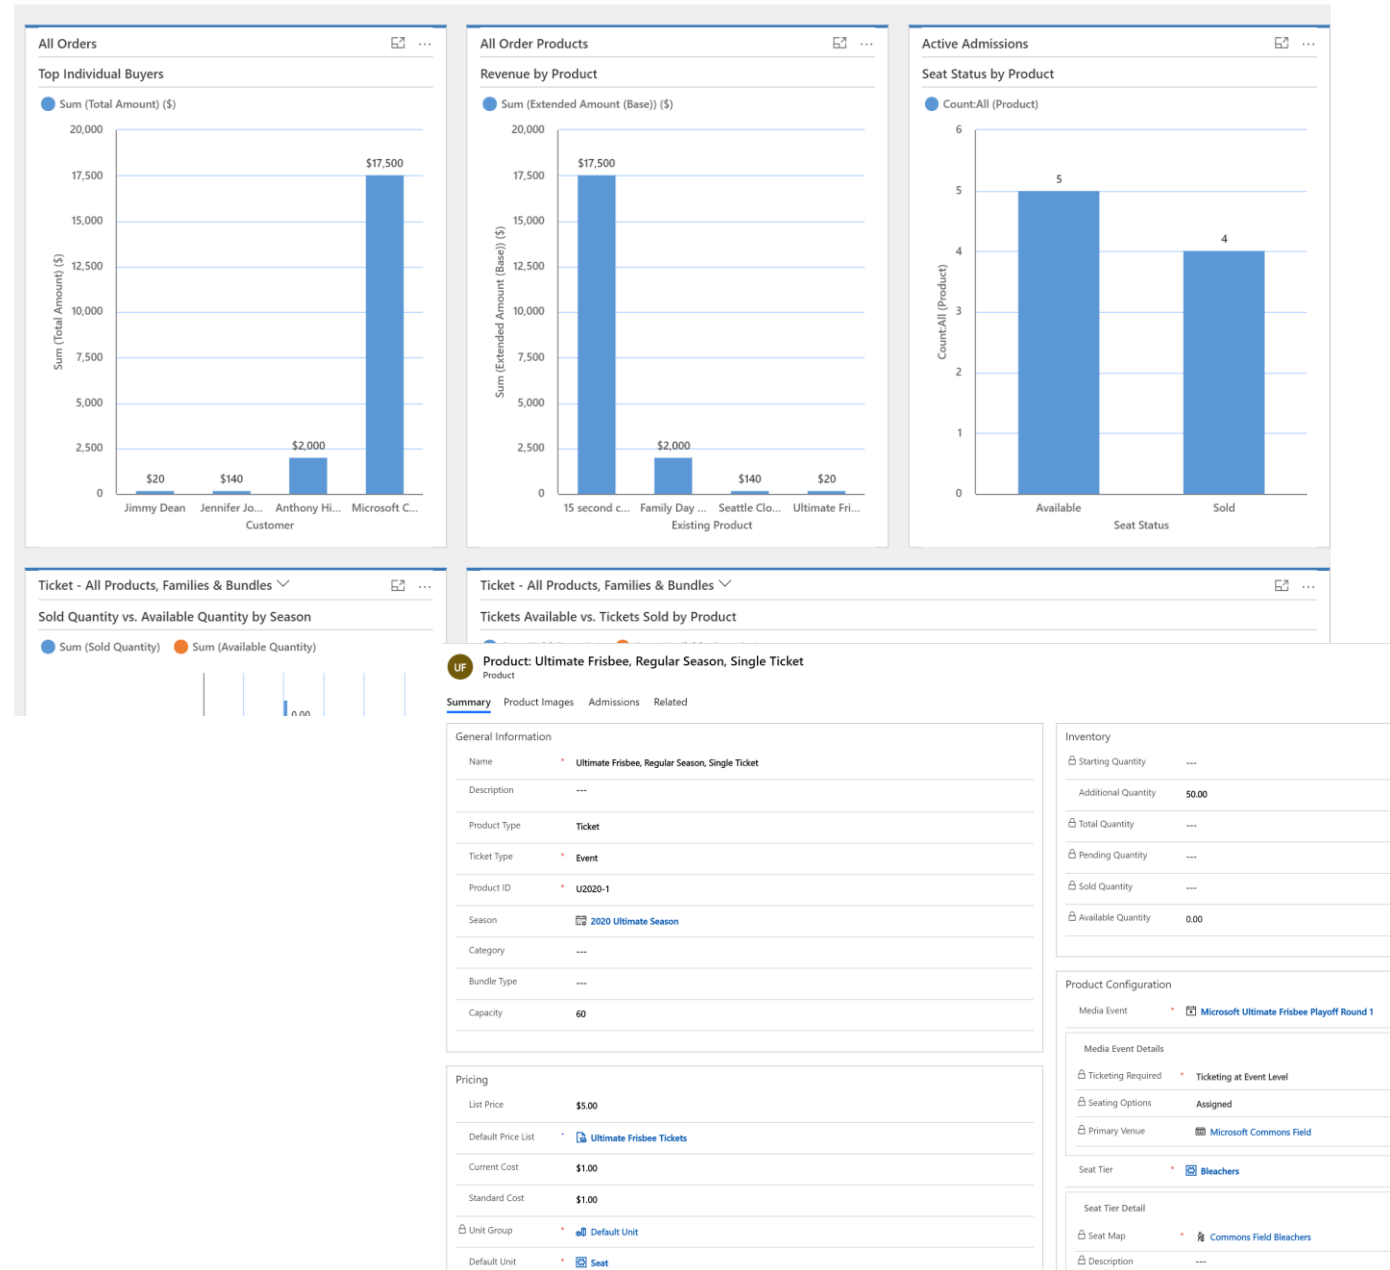 All Orders
...
Top Individual Buyers
Sum (Total Amount) ($)
20,000
17,500
15,000
12,500
10,000
7,500
5,000
2,500
0
Sum (Total Amount) ($)
$20
$140
$2,000
$17,500
Jimmy Dean
Jennifer Jo...
Anthony Hi...
Microsoft C...
Customer
All Order Products
...
Revenue by Product
Sum (Extended Amount (Base)) ($)
20,000
17,500
15,000
12,500
10,000
7,500
5,000
2,500
0
Sum (Extended Amount (Base)) ($)
$17,500
$2,000
$140
$20
15 second c...
Family Day ...
Seattle Clo...
Ultimate Fri...
Existing Product
Active Admissions
...
Seat Status by Product
Count:All (Product)
6
5
4
3
2
1
0
Count:All (Product)
5
4
Available
Sold
Seat Status
Ticket - All Products, Families & Bundles
...
Sold Quantity vs. Available Quantity by Season
Sum (Sold Quantity)
Sum (Available Quantity)
0.00
Ticket - All Products, Families & Bundles
...
Tickets Available vs. Tickets Sold by Product
UF
Product: Ultimate Frisbee, Regular Season, Single Ticket
Product
Summary Product Images Admissions Related
General Information
Name * Ultimate Frisbee, Regular Season, Single Ticket
Description ---
Product Type Ticket
Ticket Type * Event
Product ID * U2020-1
Season 2020 Ultimate Season
Category ---
Bundle Type ---
Capacity 60
Pricing
List Price $5.00
Default Price List * Ultimate Frisbee Tickets
Current Cost $1.00
Standard Cost $1.00
Unit Group * Default Unit
Default Unit * Seat
Inventory
Starting Quantity ---
Additional Quantity 50.00
Total Quantity ---
Pending Quantity ---
Sold Quantity ---
Available Quantity 0.00
Product Configuration
Media Event * Microsoft Ultimate Frisbee Playoff Round 1
Media Event Details
Ticketing Required * Ticketing at Event Level
Seating Options Assigned
Primary Venue Microsoft Commons Field
Seat Tier * Bleachers
Seat Tier Detail
Seat Map * Commons Field Bleachers
Description ---